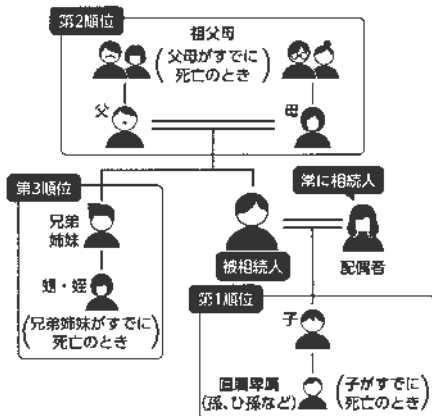 第2順位
祖父母
(父母がすでに
死亡のとき)
父
母
第3順位
常に相続人
兄弟
姉妹
被相続人
配偶者
甥・姪
(兄弟姉妹がすでに
死亡のとき)
第1順位
子
直属卑属
(孫、ひ孫など)
(子がすでに
死亡のとき)